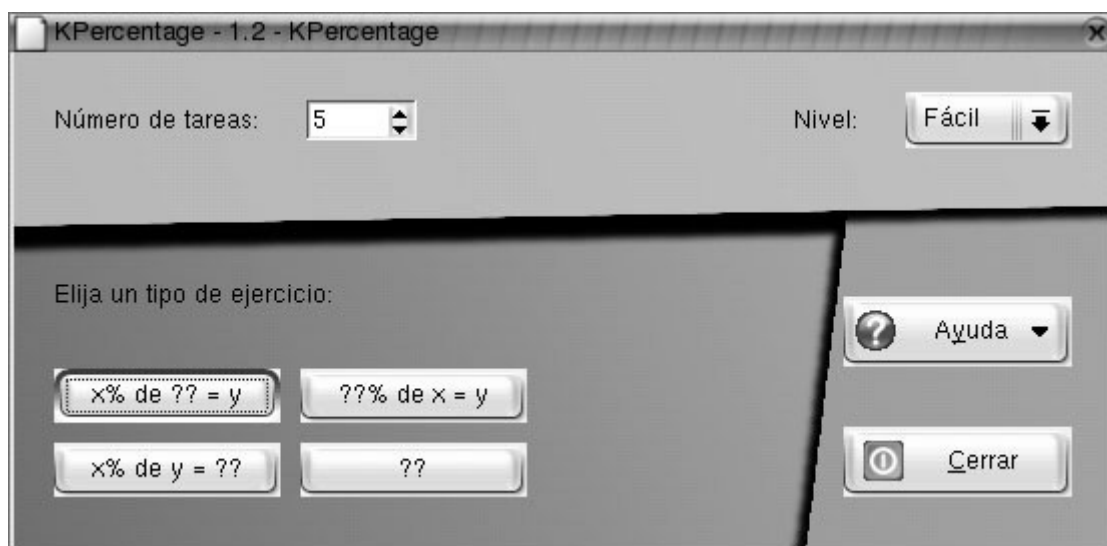 KPercentage - 1.2 - KPercentage
Número de tareas: 5 Nivel: Fácil
Elija un tipo de ejercicio:
Ayuda
x% de ?? = y ??% de x = y
x% de y = ?? ??
Cerrar